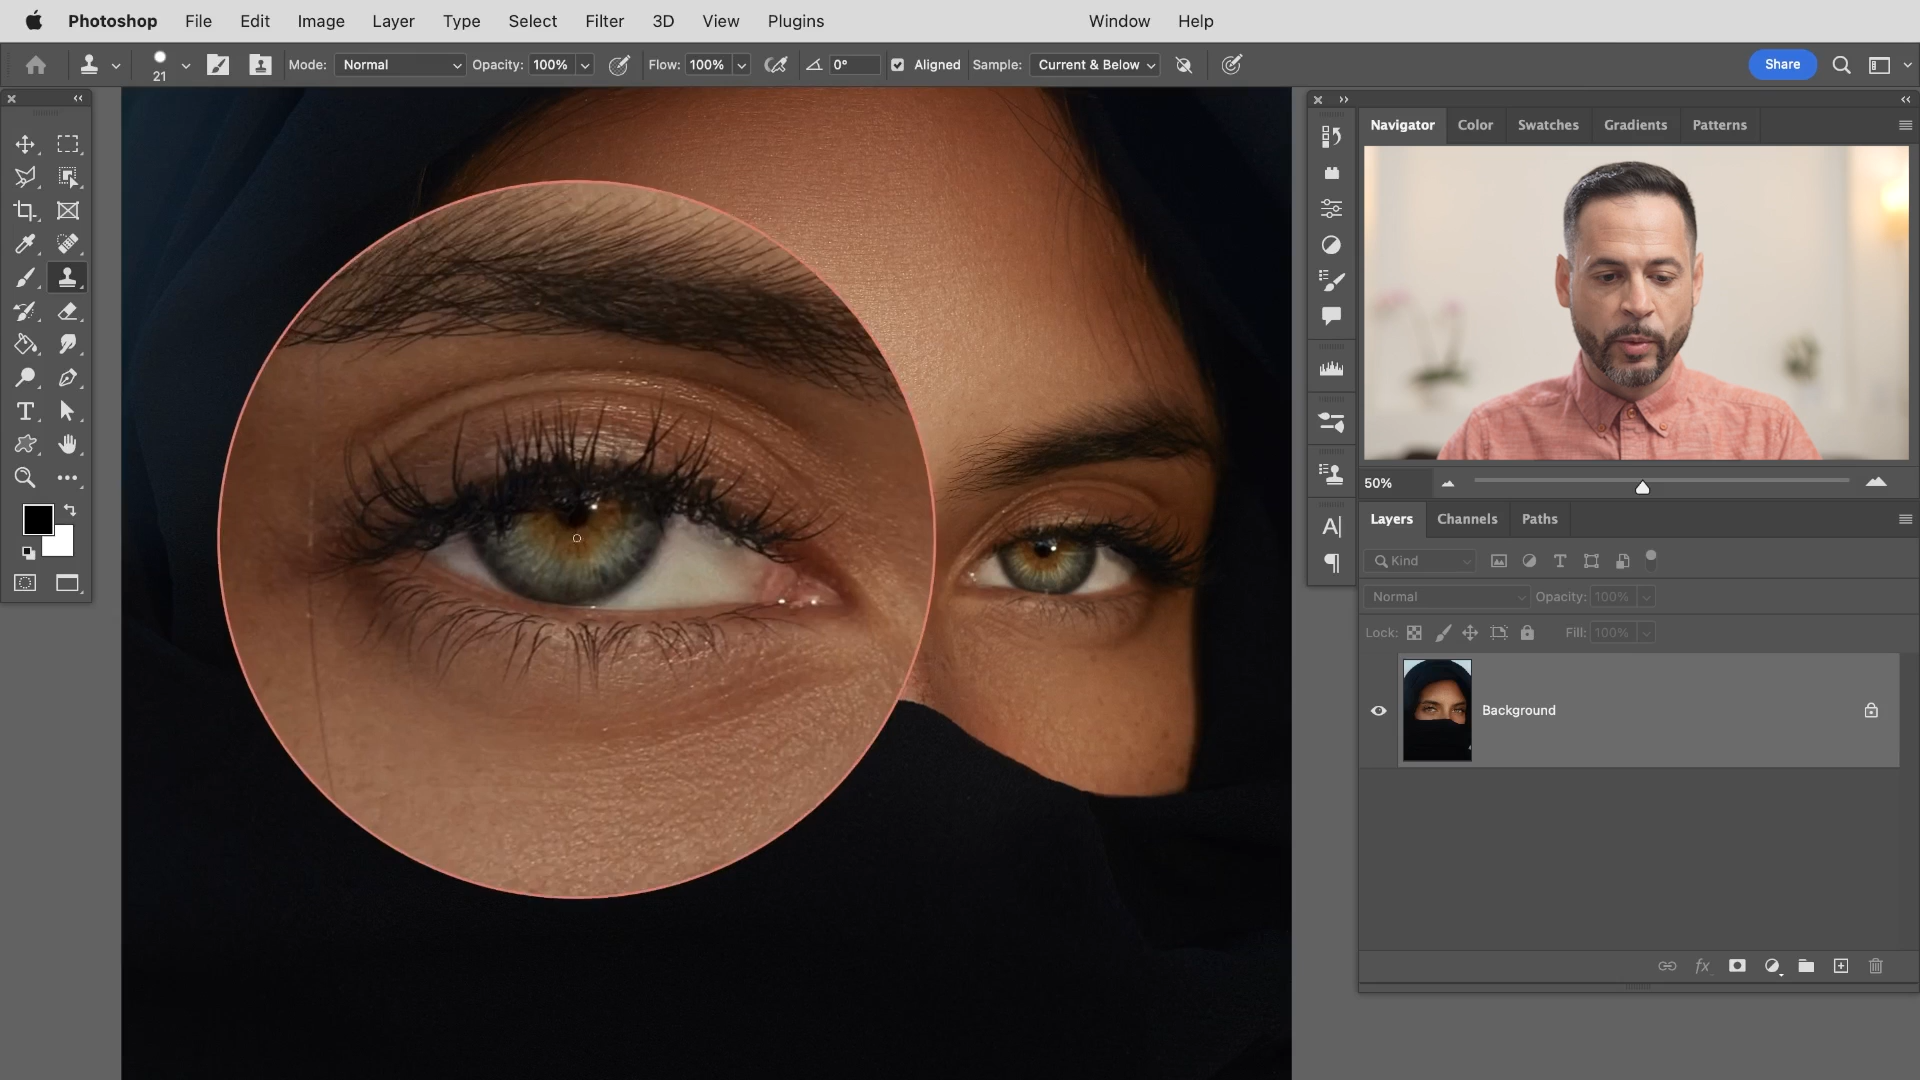 Photoshop File Edit Image Layer Type Select Filter 3D View Plugins Window Help
21 Mode: Normal Opacity: 100% Flow: 100% 0° Aligned Sample: Current & Below Share
Navigator Color Swatches Gradients Patterns
50%
Layers Channels Paths
Kind
Normal Opacity: 100%
Lock: Fill: 100%
Background